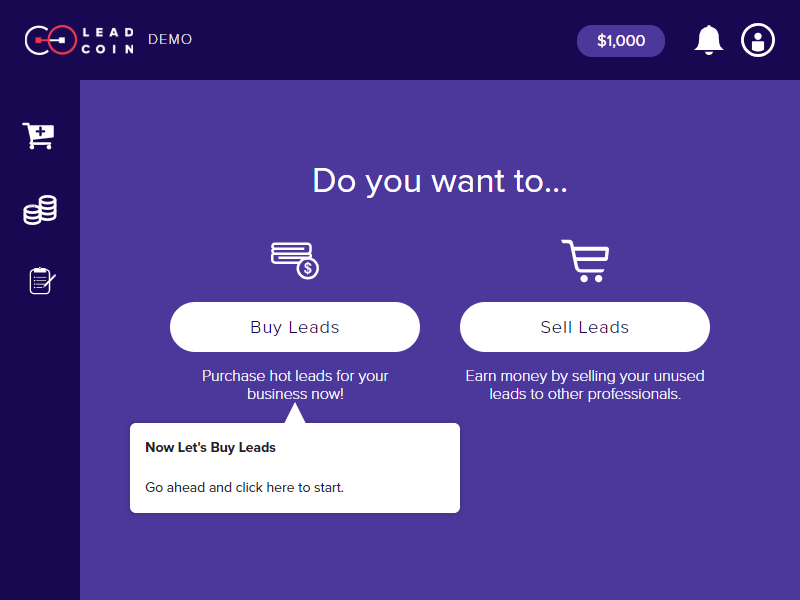 LEAD
COIN
DEMO
$1,000
Do you want to...
$
Buy Leads
Sell Leads
Purchase hot leads for your
business now!
Earn money by selling your unused
leads to other professionals.
Now Let's Buy Leads
Go ahead and click here to start.